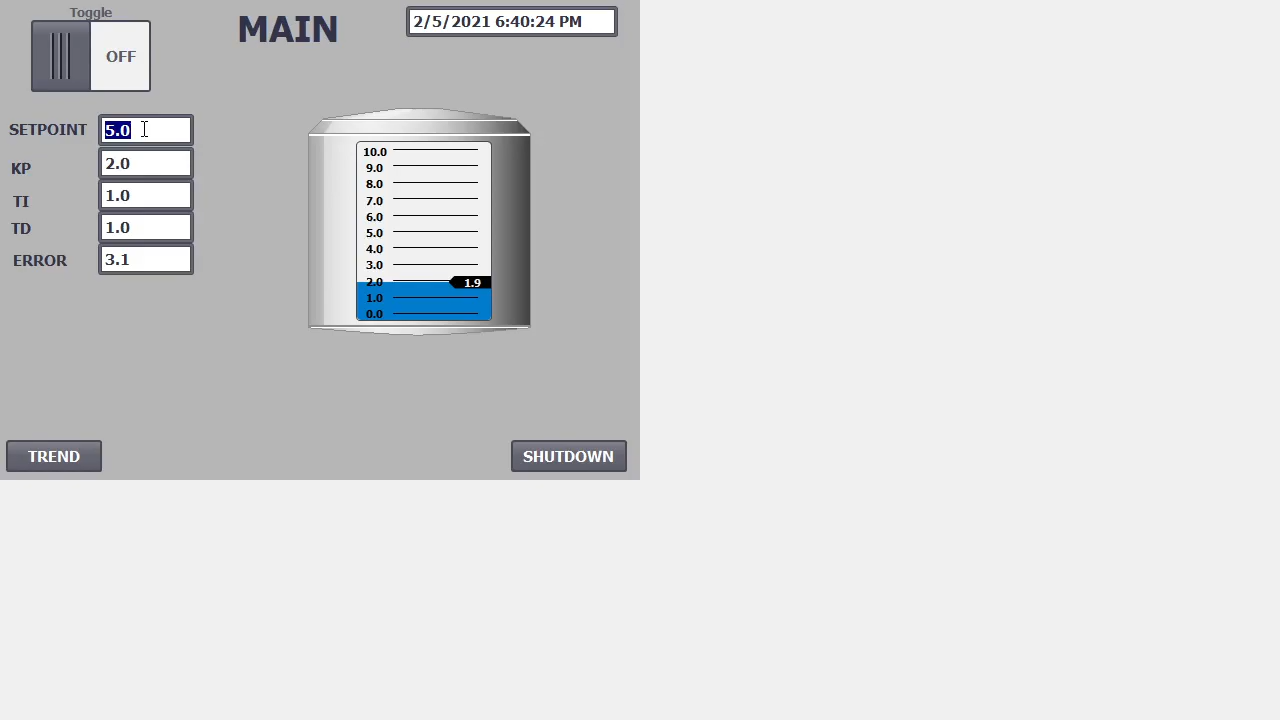 Toggle
OFF
MAIN
2/5/2021 6:40:24 PM
SETPOINT 5.0
KP 2.0
TI 1.0
TD 1.0
ERROR 3.1
10.0
9.0
8.0
7.0
6.0
5.0
4.0
3.0
2.0
1.9
1.0
0.0
TREND
SHUTDOWN